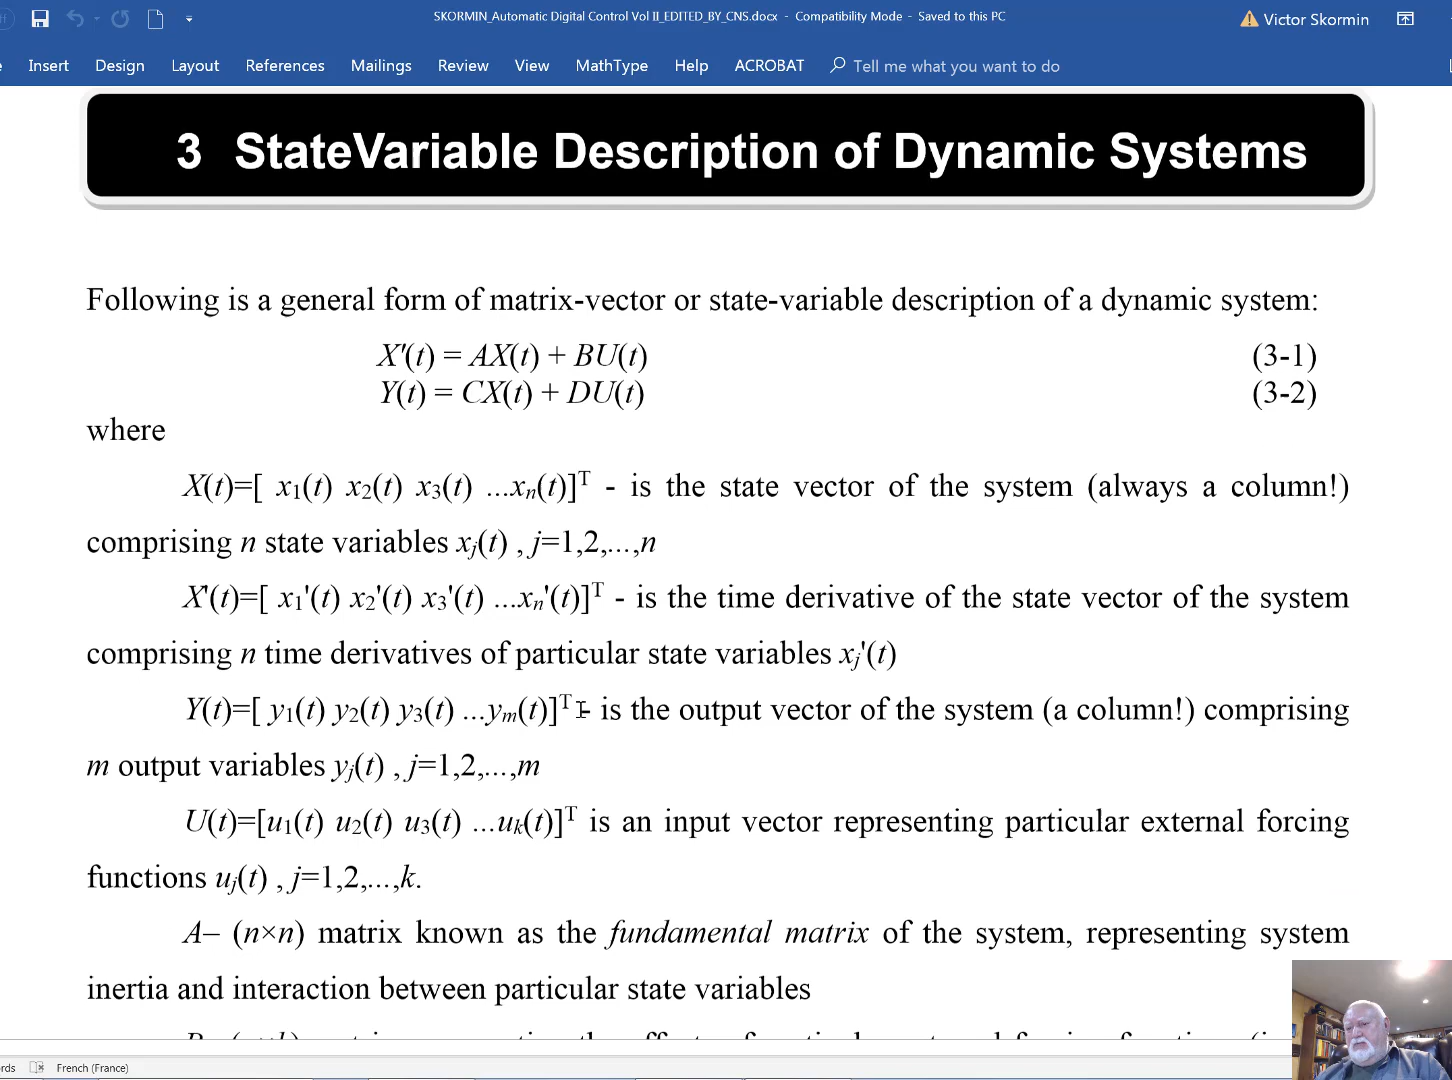 SKORMIN_Automatic Digital Control Vol II_EDITED_BY_CNS.docx - Compatibility Mode - Saved to this PC
Victor Skormin
Insert Design Layout References Mailings Review View MathType Help ACROBAT Tell me what you want to do
3 StateVariable Description of Dynamic Systems
Following is a general form of matrix-vector or state-variable description of a dynamic system:
X'(t) = AX(t) + BU(t) (3-1)
Y(t) = CX(t) + DU(t) (3-2)
where
X(t)=[ x1(t) x2(t) x3(t) ...xn(t)]T - is the state vector of the system (always a column!)
comprising n state variables xj(t) , j=1,2,...,n
X'(t)=[ x1'(t) x2'(t) x3'(t) ...xn'(t)]T - is the time derivative of the state vector of the system
comprising n time derivatives of particular state variables xj'(t)
Y(t)=[ y1(t) y2(t) y3(t) ...ym(t)]T - is the output vector of the system (a column!) comprising
m output variables yj(t) , j=1,2,...,m
U(t)=[u1(t) u2(t) u3(t) ...uk(t)]T is an input vector representing particular external forcing
functions uj(t) , j=1,2,...,k.
A– (n×n) matrix known as the fundamental matrix of the system, representing system
inertia and interaction between particular state variables
French (France)